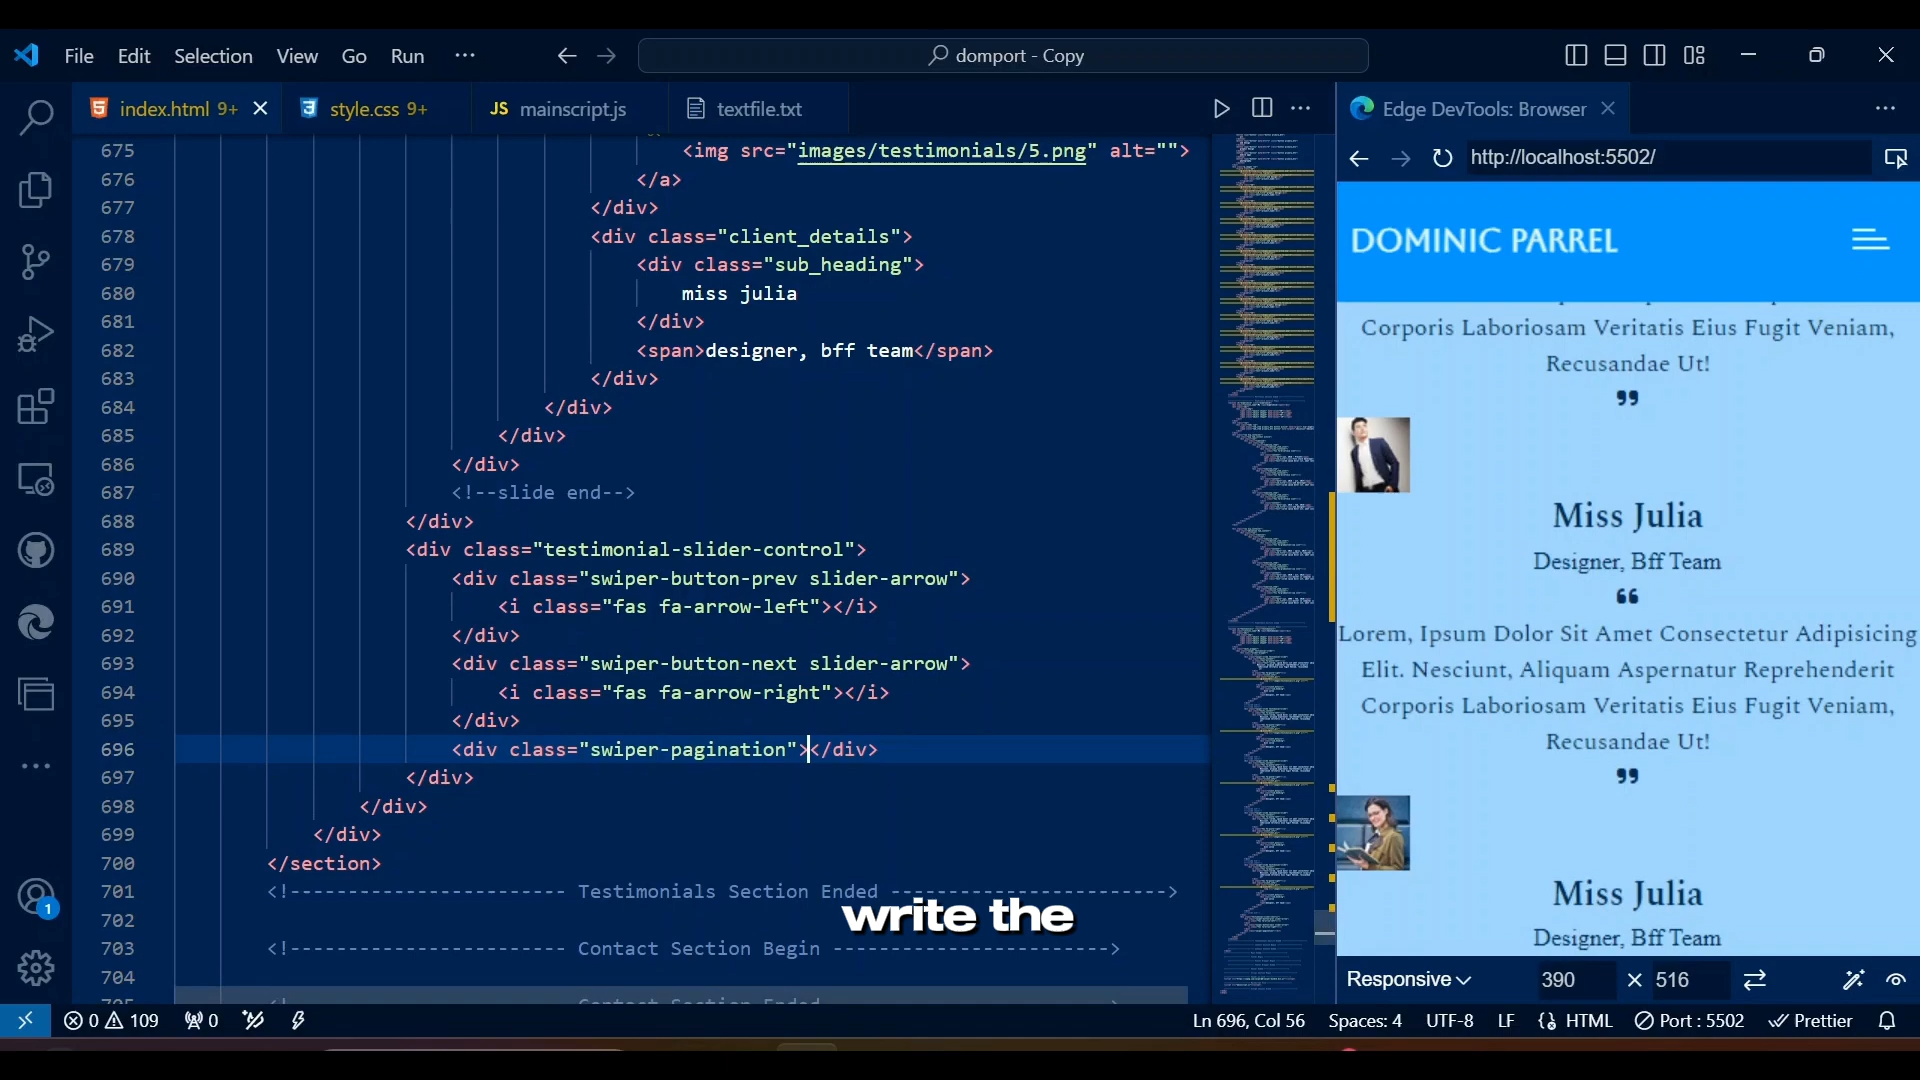 File Edit Selection View Go Run ···
domport - Copy
index.html 9+
style.css 9+
JS mainscript.js
textfile.txt
Edge DevTools: Browser
http://localhost:5502/
675 <img src="images/testimonials/5.png" alt="">
676 </a>
677 </div>
678 <div class="client_details">
679 <div class="sub_heading">
680 miss julia
681 </div>
682 <span>designer, bff team</span>
683 </div>
684 </div>
685 </div>
686 </div>
687 <!--slide end-->
688 </div>
689 <div class="testimonial-slider-control">
690 <div class="swiper-button-prev slider-arrow">
691 <i class="fas fa-arrow-left"></i>
692 </div>
693 <div class="swiper-button-next slider-arrow">
694 <i class="fas fa-arrow-right"></i>
695 </div>
696 <div class="swiper-pagination"></div>
697 </div>
698 </div>
699 </div>
700 </section>
701 <!------------------------ Testimonials Section Ended ------------------------>
702
703 <!------------------------ Contact Section Begin ------------------------>
704
write the
DOMINIC PARREL
Corporis Laboriosam Veritatis Eius Fugit Veniam,
Recusandae Ut!
”
Miss Julia
Designer, Bff Team
“
Lorem, Ipsum Dolor Sit Amet Consectetur Adipisicing
Elit. Nesciunt, Aliquam Aspernatur Reprehenderit
Corporis Laboriosam Veritatis Eius Fugit Veniam,
Recusandae Ut!
”
Miss Julia
Designer, Bff Team
Responsive 390 × 516
1
0 109 0
Ln 696, Col 56 Spaces: 4 UTF-8 LF HTML Port : 5502 Prettier